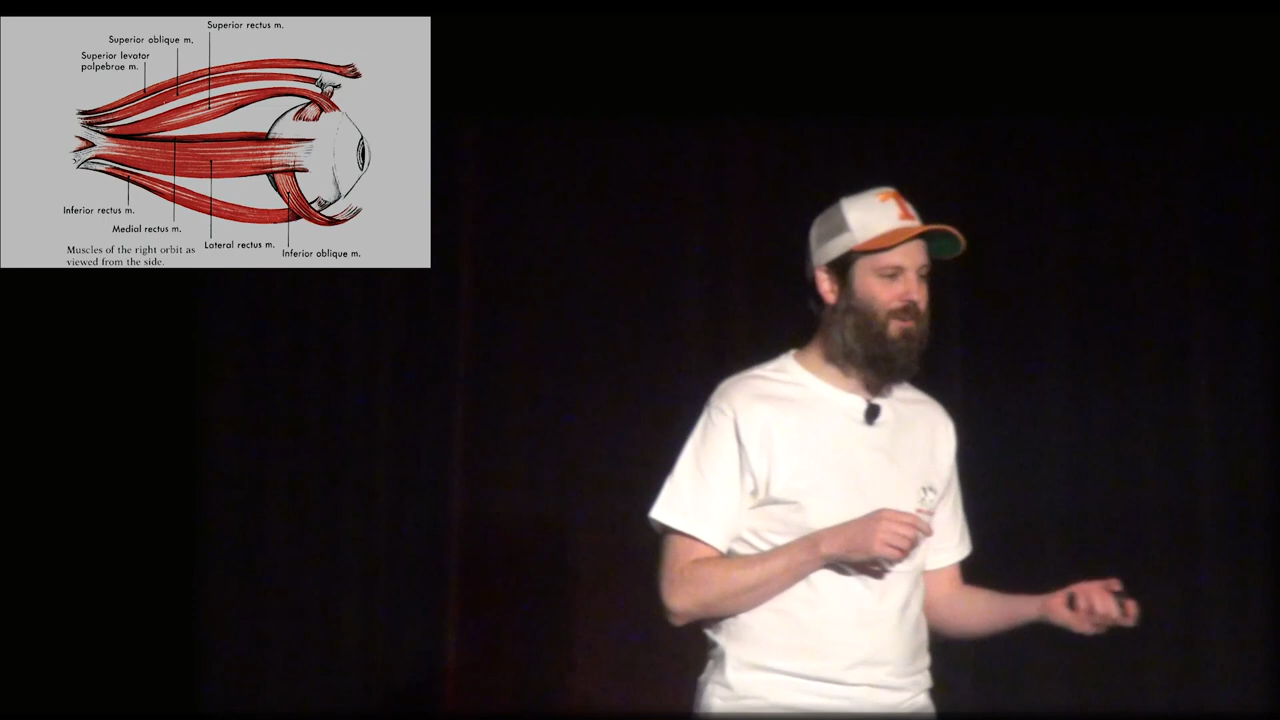 Superior rectus m.
Superior oblique m.
Superior levator
palpebrae m.
Inferior rectus m.
Medial rectus m.
Lateral rectus m.
Inferior oblique m.
Muscles of the right orbit as
viewed from the side.
T